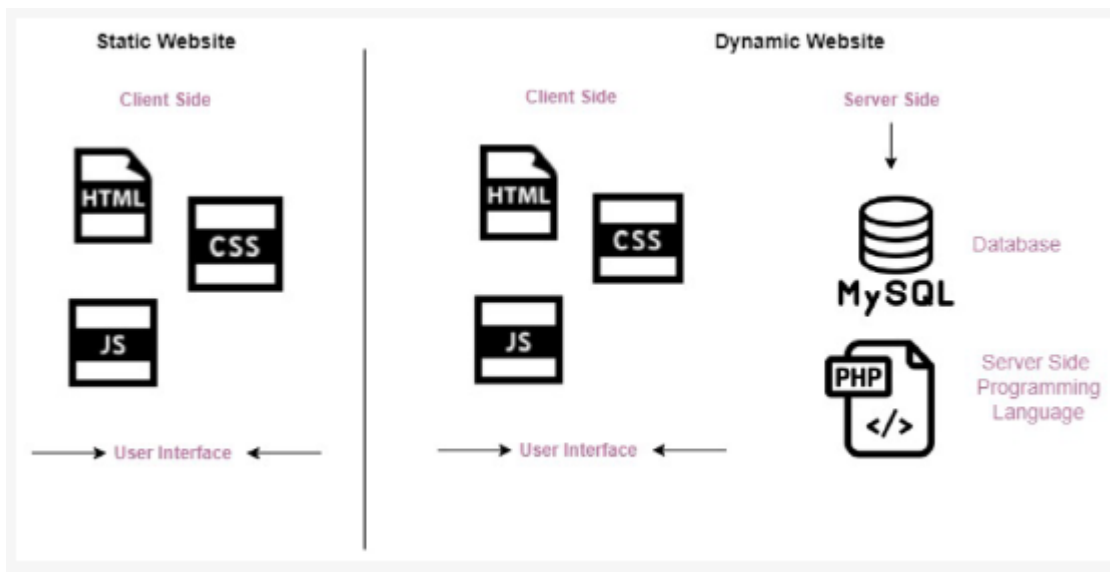 Static Website
Client Side
HTML
CSS
JS
User Interface
Dynamic Website
Client Side
HTML
CSS
JS
User Interface
Server Side
MySQL
Database
PHP
</>
Server Side
Programming
Language